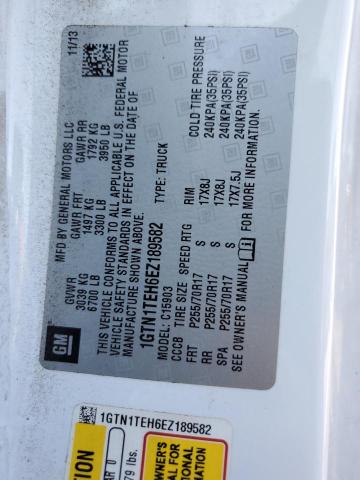 GM
MFD BY GENERAL MOTORS LLC 11/13
GVWR GAWR FRT GAWR RR
3039 KG 1497 KG 1792 KG
6700 LB 3300 LB 3950 LB
THIS VEHICLE CONFORMS TO ALL APPLICABLE U.S. FEDERAL MOTOR
VEHICLE SAFETY STANDARDS IN EFFECT ON THE DATE OF
MANUFACTURE SHOWN ABOVE.
1GTN1TEH6EZ189582 TYPE: TRUCK
MODEL: C15903
CCCB TIRE SIZE SPEED RTG RIM COLD TIRE PRESSURE
FRT P255/70R17 S 17X8J 240KPA(35PSI)
RR P255/70R17 S 17X8J 240KPA(35PSI)
SPA P255/70R17 S 17X7.5J 240KPA(35PSI)
SEE OWNER'S MANUAL FOR MORE INFORMATION.
1GTN1TEH6EZ189582
OWNER'S